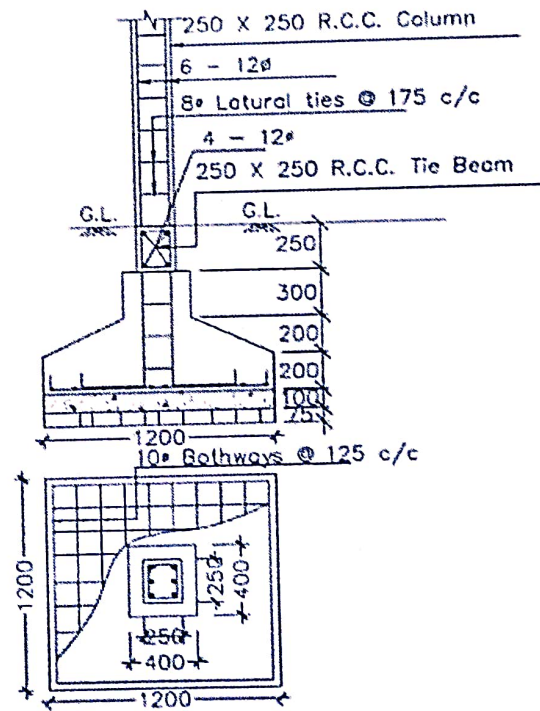 250 X 250 R.C.C. Column
6 - 12ø
8ø Latural ties @ 175 c/c
4 - 12ø
250 X 250 R.C.C. Tie Beam
G.L. G.L.
250
300
200
200
100
75
1200
10ø Bothways @ 125 c/c
1200
250
400
250
400
1200